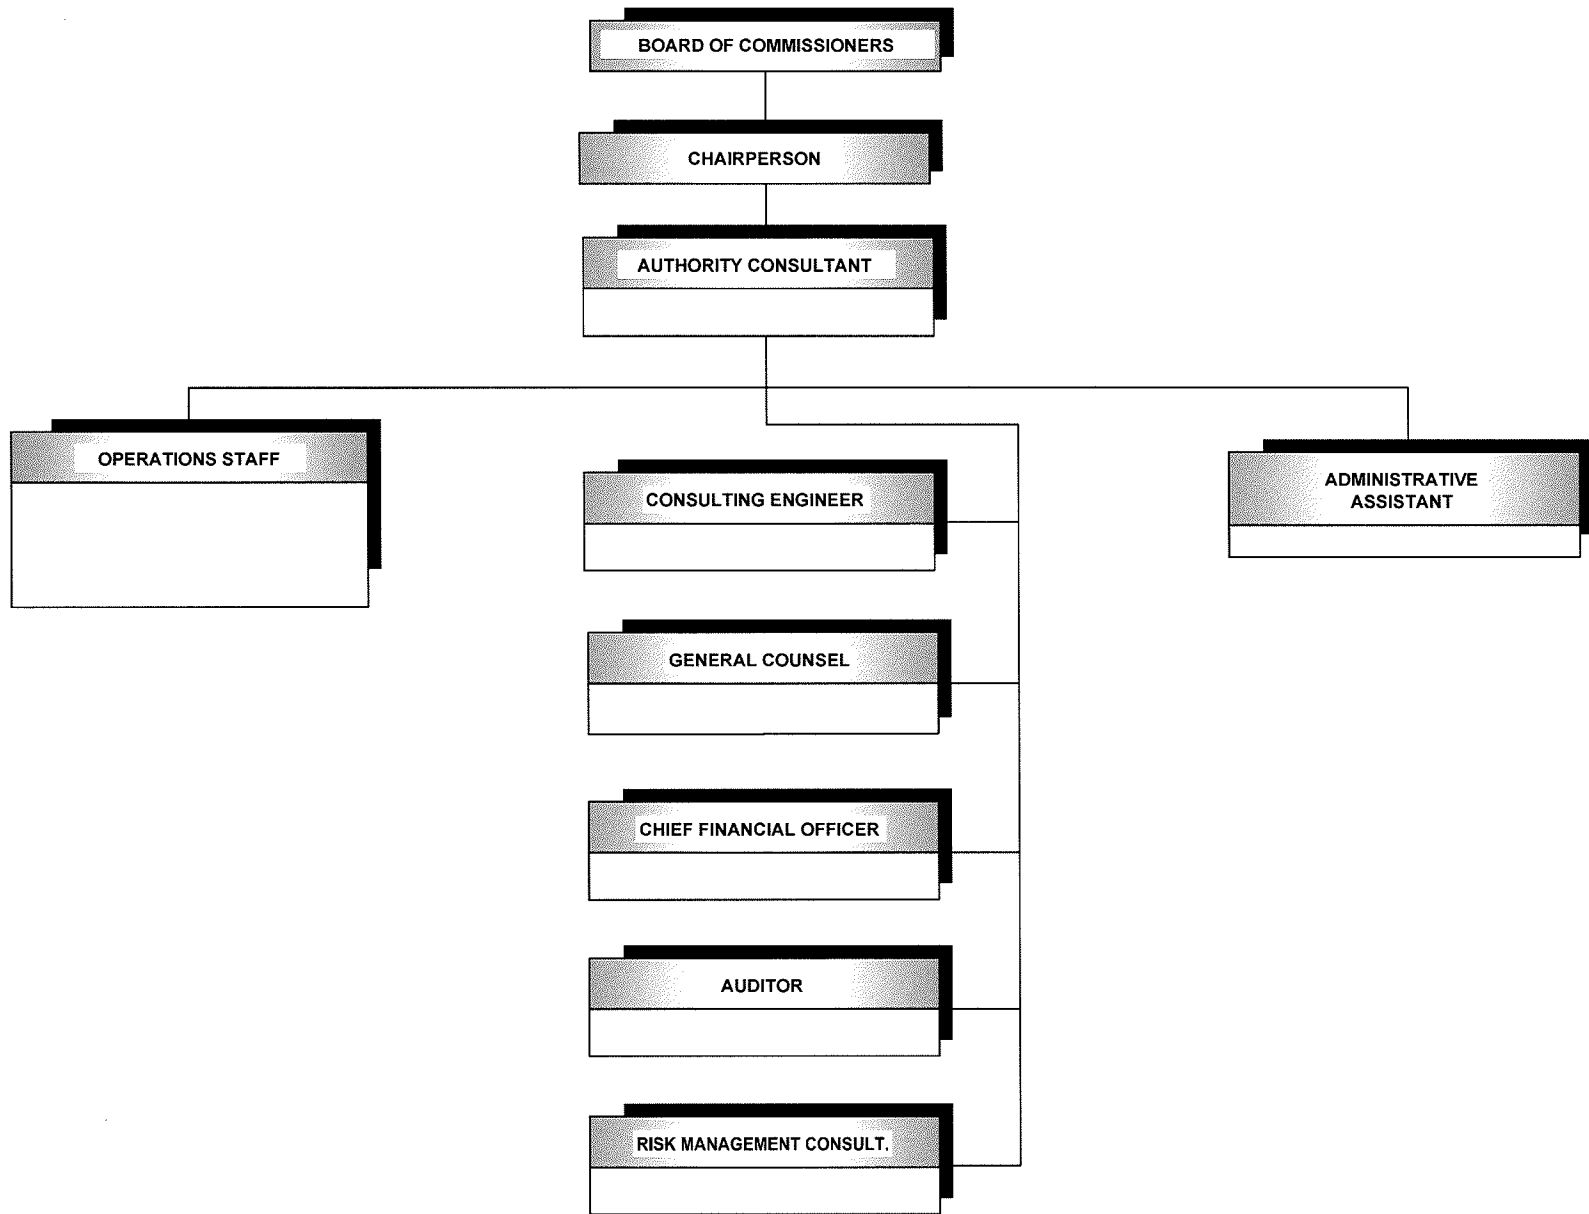 BOARD OF COMMISSIONERS
CHAIRPERSON
AUTHORITY CONSULTANT
OPERATIONS STAFF
CONSULTING ENGINEER
ADMINISTRATIVE
ASSISTANT
GENERAL COUNSEL
CHIEF FINANCIAL OFFICER
AUDITOR
RISK MANAGEMENT CONSULT.